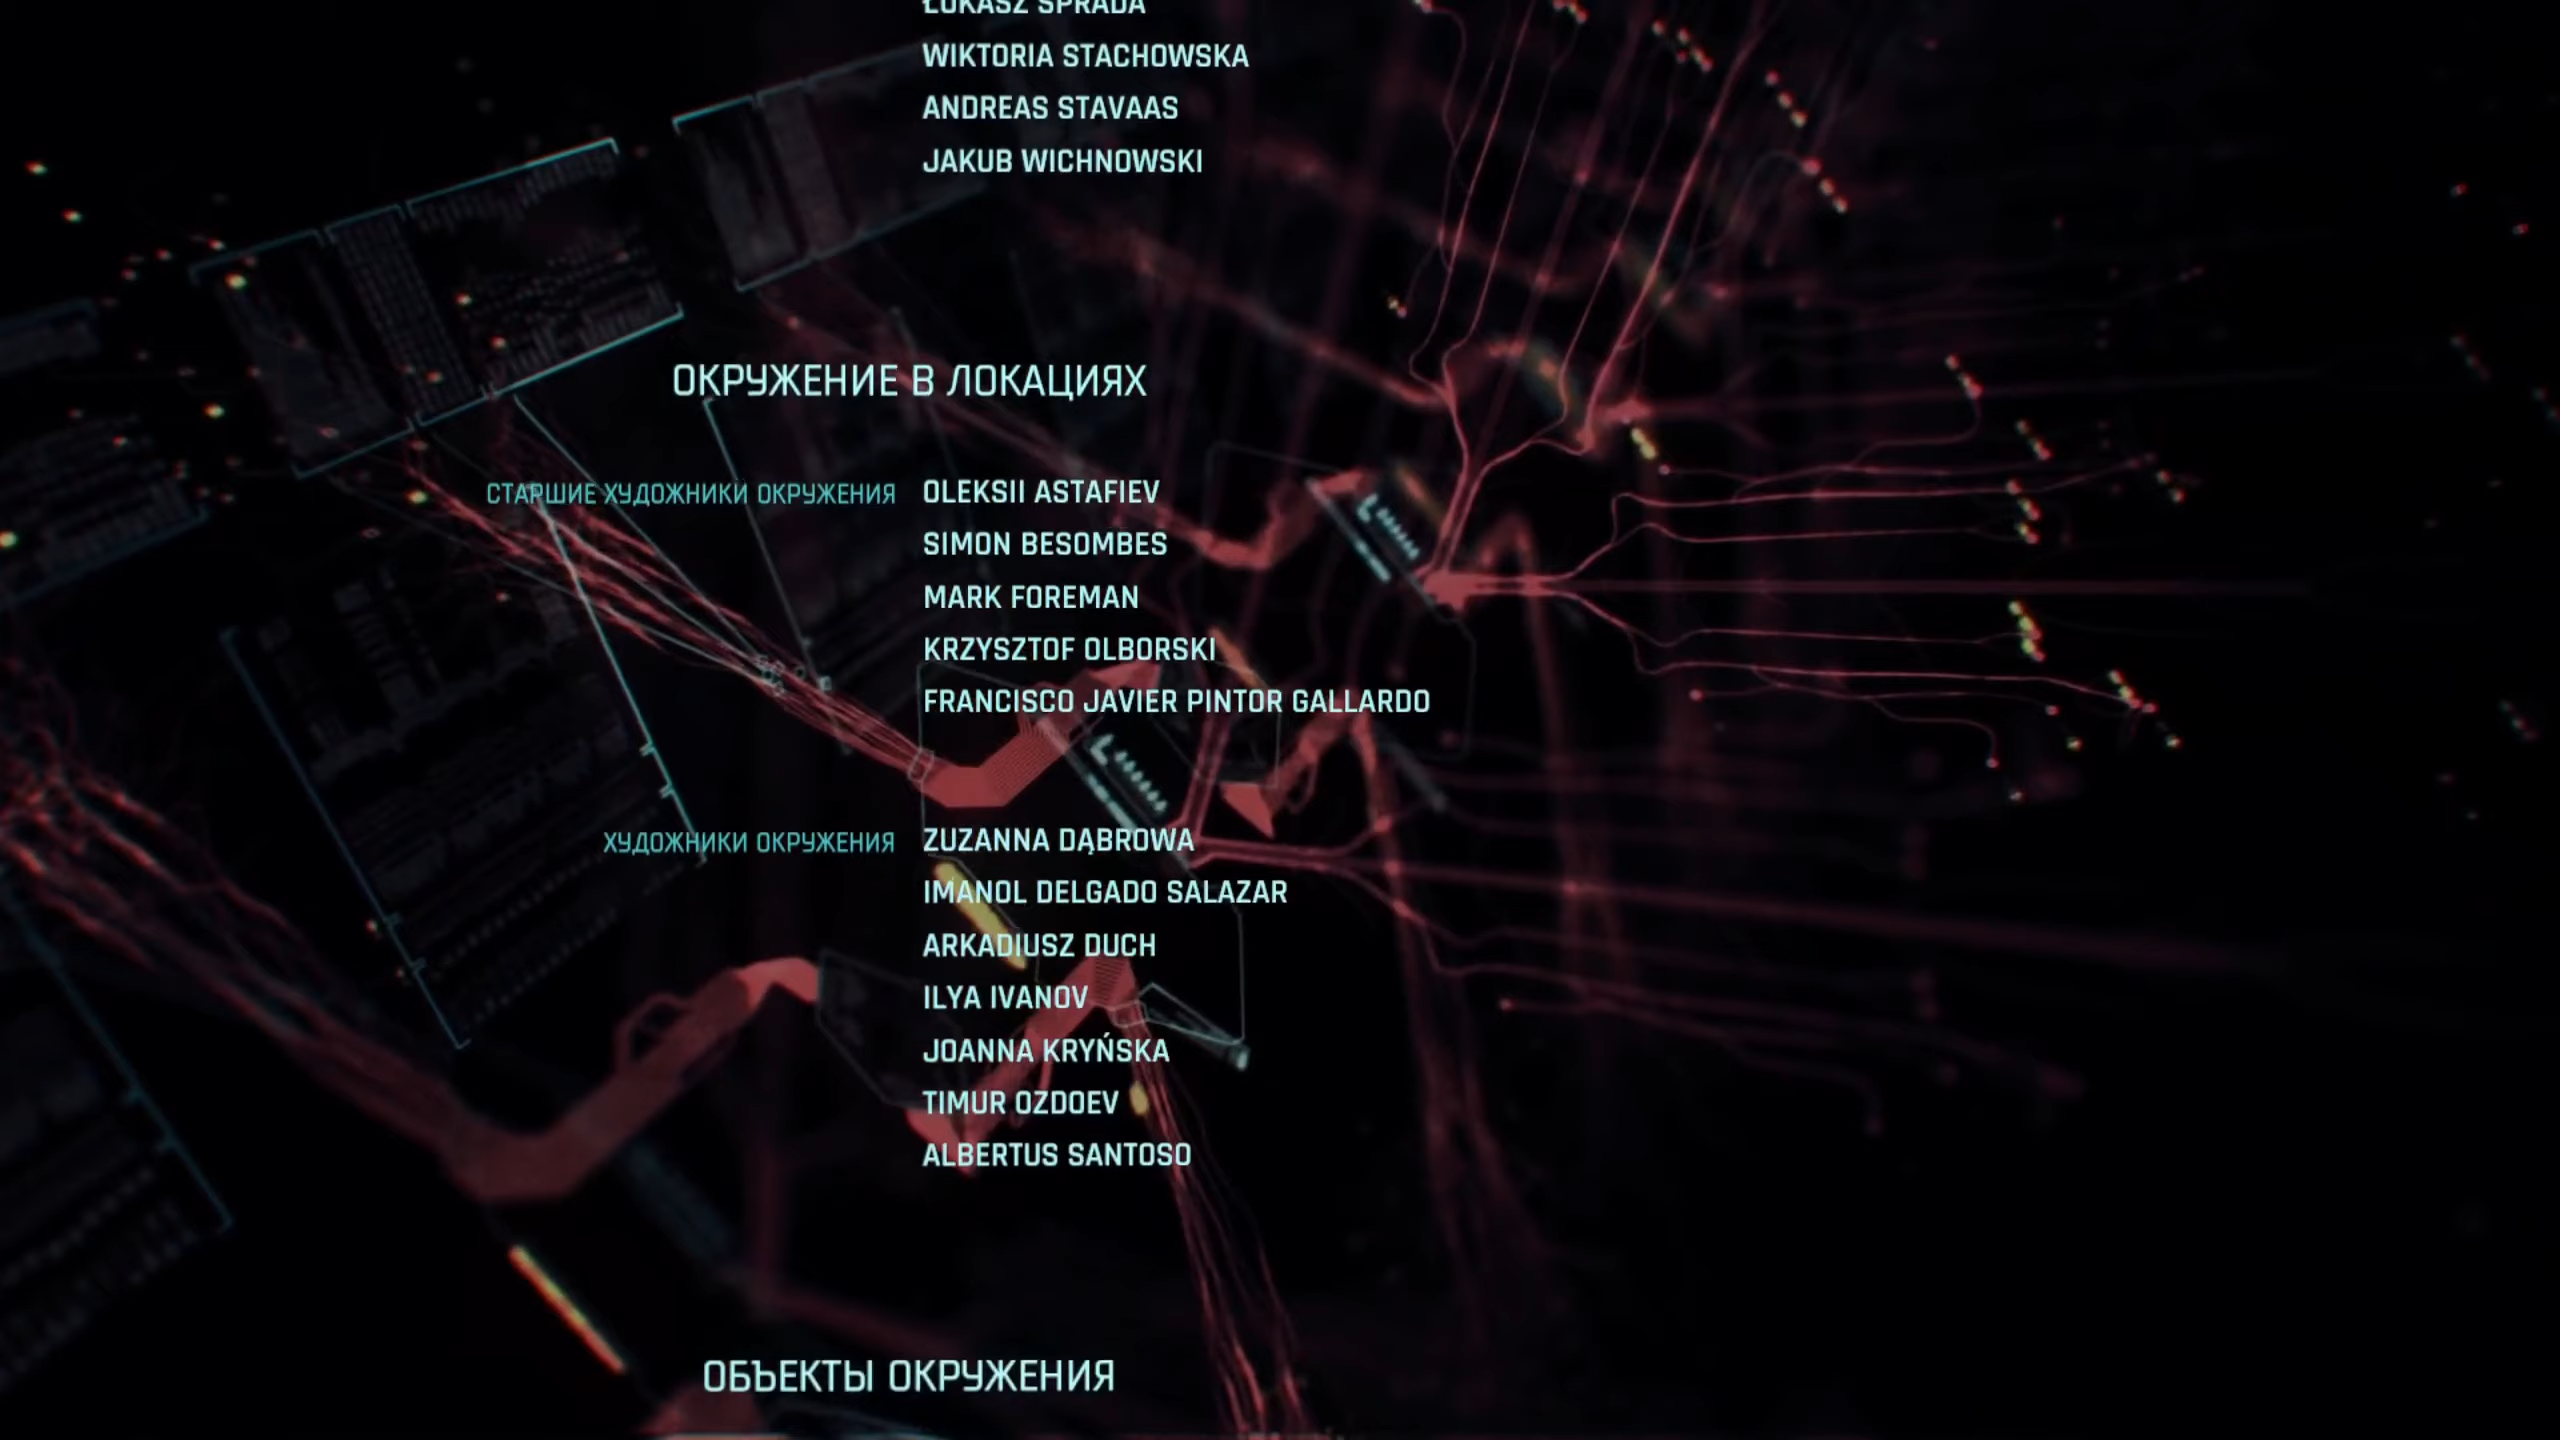 ŁUKASZ SPRADA
WIKTORIA STACHOWSKA
ANDREAS STAVAAS
JAKUB WICHNOWSKI
ОКРУЖЕНИЕ В ЛОКАЦИЯХ
СТАРШИЕ ХУДОЖНИКИ ОКРУЖЕНИЯ OLEKSII ASTAFIEV
SIMON BESOMBES
MARK FOREMAN
KRZYSZTOF OLBORSKI
FRANCISCO JAVIER PINTOR GALLARDO
ХУДОЖНИКИ ОКРУЖЕНИЯ ZUZANNA DĄBROWA
IMANOL DELGADO SALAZAR
ARKADIUSZ DUCH
ILYA IVANOV
JOANNA KRYŃSKA
TIMUR OZDOEV
ALBERTUS SANTOSO
ОБЪЕКТЫ ОКРУЖЕНИЯ